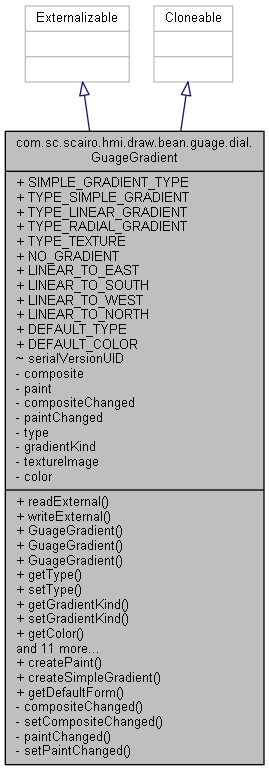 Externalizable
Cloneable
com.sc.scairo.hmi.draw.bean.guage.dial.
GuageGradient
+ SIMPLE_GRADIENT_TYPE
+ TYPE_SIMPLE_GRADIENT
+ TYPE_LINEAR_GRADIENT
+ TYPE_RADIAL_GRADIENT
+ TYPE_TEXTURE
+ NO_GRADIENT
+ LINEAR_TO_EAST
+ LINEAR_TO_SOUTH
+ LINEAR_TO_WEST
+ LINEAR_TO_NORTH
+ DEFAULT_TYPE
+ DEFAULT_COLOR
~ serialVersionUID
- composite
- paint
- compositeChanged
- paintChanged
- type
- gradientKind
- textureImage
- color
+ readExternal()
+ writeExternal()
+ GuageGradient()
+ GuageGradient()
+ GuageGradient()
+ getType()
+ setType()
+ getGradientKind()
+ setGradientKind()
+ getColor()
and 11 more...
+ createPaint()
+ createSimpleGradient()
+ getDefaultForm()
- compositeChanged()
- setCompositeChanged()
- paintChanged()
- setPaintChanged()